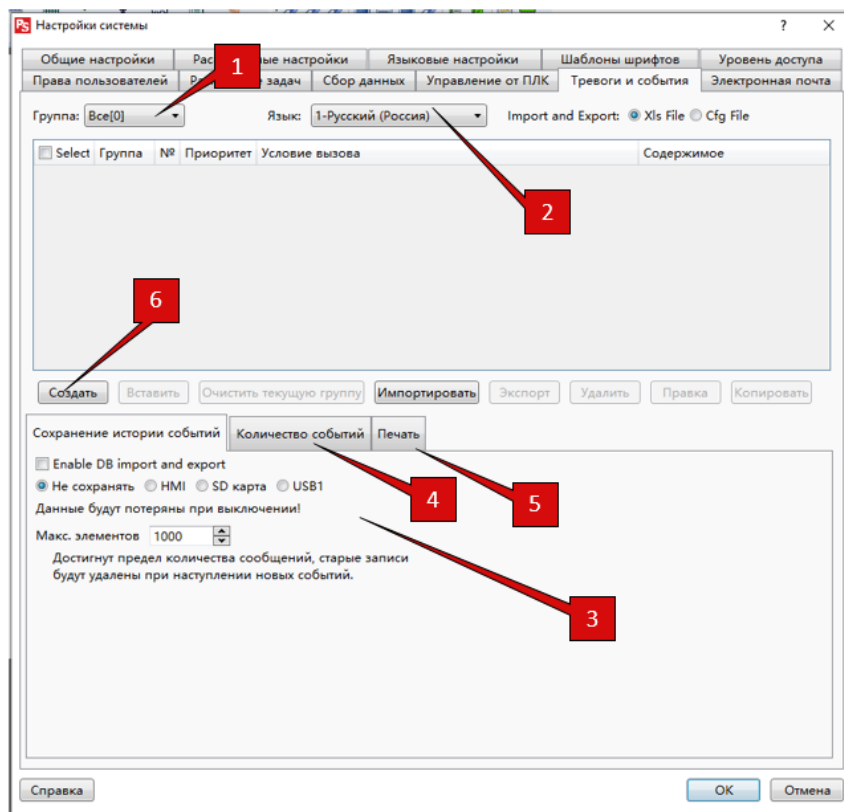 PS Настройки системы ? ×
Общие настройки Рас ные настройки Языковые настройки Шаблоны шрифтов Уровень доступа
Права пользователей Р е задач Сбор данных Управление от ПЛК Тревоги и события Электронная почта
1
Группа: Все[0] Язык: 1-Русский (Россия) Import and Export: Xls File Cfg File
Select Группа № Приоритет Условие вызова Содержимое
2
6
Создать Вставить Очистить текущую группу Импортировать Экспорт Удалить Правка Копировать
Сохранение истории событий Количество событий Печать
Enable DB import and export
Не сохранять HMI SD карта USB1
4
5
Данные будут потеряны при выключении!
Макс. элементов 1000
Достигнут предел количества сообщений, старые записи
будут удалены при наступлении новых событий.
3
Справка OK Отмена